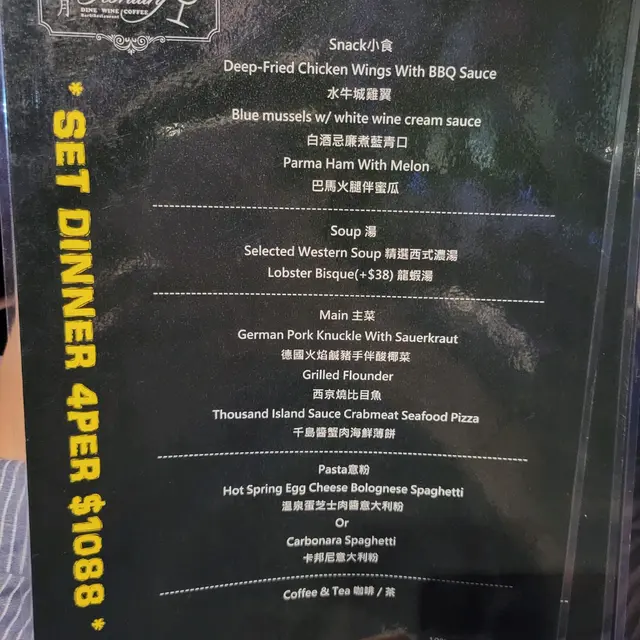 DINE WINE COFFEE
* SET DINNER 4PER $1088 *
Snack小食
Deep-Fried Chicken Wings With BBQ Sauce
水牛城雞翼
Blue mussels w/ white wine cream sauce
白酒忌廉煮藍青口
Parma Ham With Melon
巴馬火腿伴蜜瓜
Soup 湯
Selected Western Soup 精選西式濃湯
Lobster Bisque(+$38) 龍蝦湯
Main 主菜
German Pork Knuckle With Sauerkraut
德國火焰鹹豬手伴酸椰菜
Grilled Flounder
西京燒比目魚
Thousand Island Sauce Crabmeat Seafood Pizza
千島醬蟹肉海鮮薄餅
Pasta意粉
Hot Spring Egg Cheese Bolognese Spaghetti
溫泉蛋芝士肉醬意大利粉
Or
Carbonara Spaghetti
卡邦尼意大利粉
Coffee & Tea 咖啡 / 茶